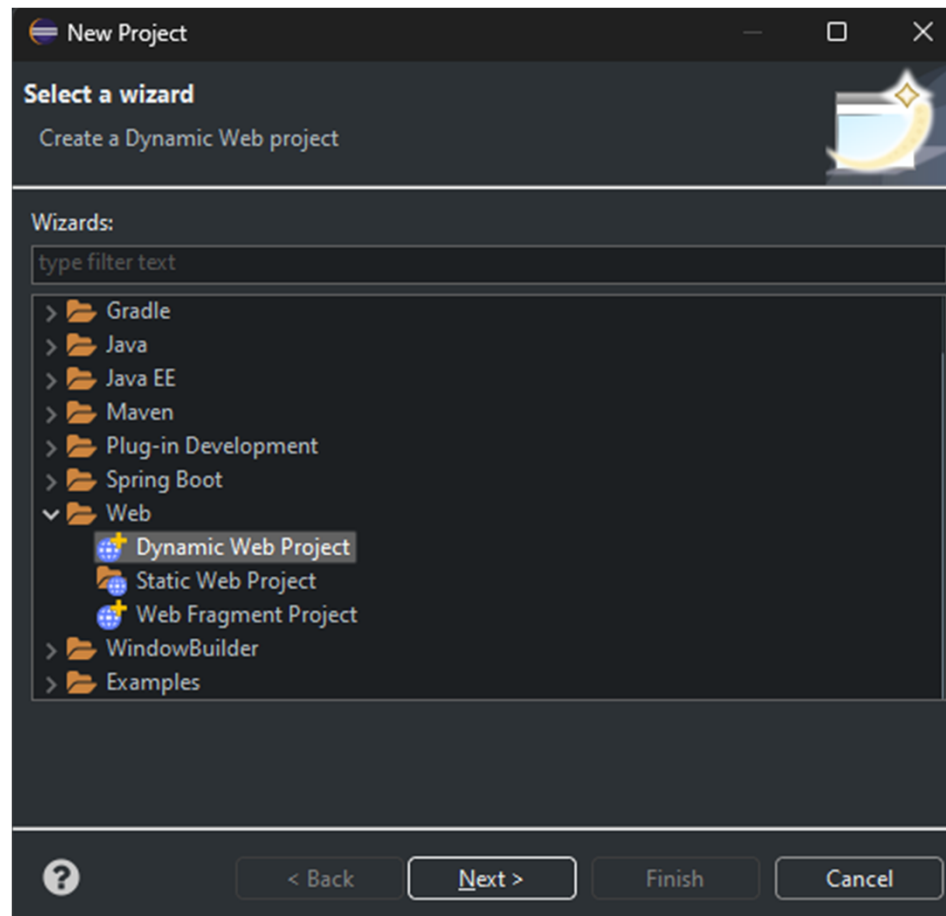 New Project
Select a wizard
Create a Dynamic Web project
Wizards:
type filter text
Gradle
Java
Java EE
Maven
Plug-in Development
Spring Boot
Web
Dynamic Web Project
Static Web Project
Web Fragment Project
WindowBuilder
Examples
? < Back Next > Finish Cancel